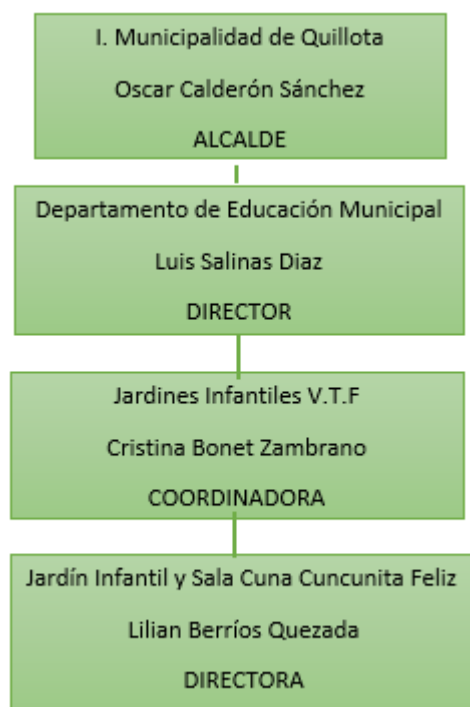 I. Municipalidad de Quillota
Oscar Calderón Sánchez
ALCALDE
Departamento de Educación Municipal
Luis Salinas Diaz
DIRECTOR
Jardines Infantiles V.T.F
Cristina Bonet Zambrano
COORDINADORA
Jardín Infantil y Sala Cuna Cuncunita Feliz
Lilian Berríos Quezada
DIRECTORA